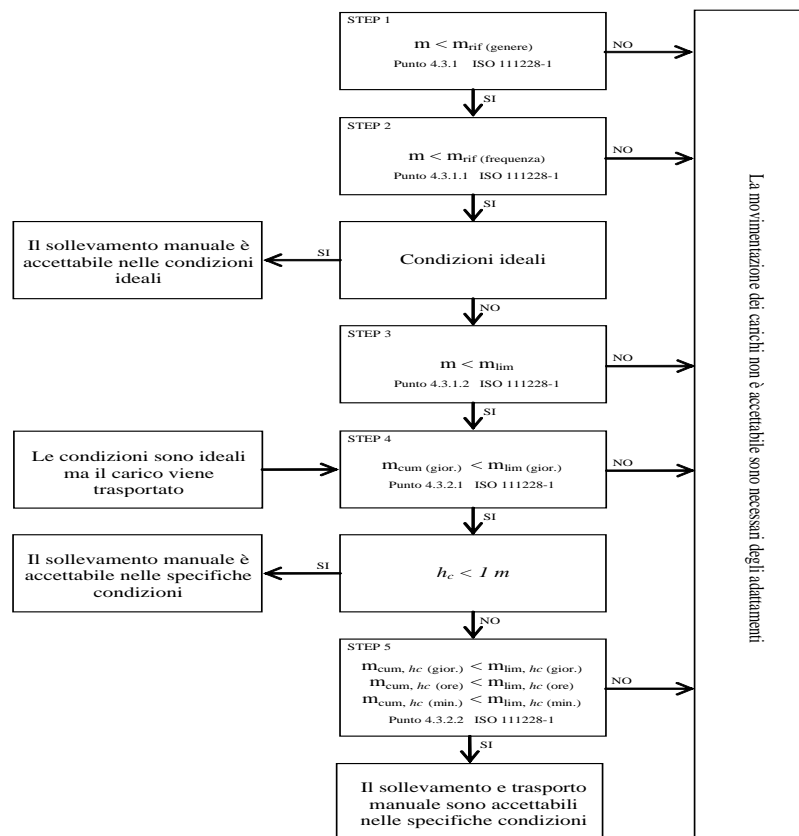 STEP 1
m < mrif (genere)
Punto 4.3.1 ISO 111228-1
NO
SI
STEP 2
m < mrif (frequenza)
Punto 4.3.1.1 ISO 111228-1
NO
SI
Il sollevamento manuale è
accettabile nelle condizioni
ideali
SI
Condizioni ideali
NO
STEP 3
m < mlim
Punto 4.3.1.2 ISO 111228-1
NO
SI
Le condizioni sono ideali
ma il carico viene
trasportato
STEP 4
mcum (gior.) < mlim (gior.)
Punto 4.3.2.1 ISO 111228-1
NO
SI
Il sollevamento manuale è
accettabile nelle specifiche
condizioni
SI
hc < 1 m
NO
STEP 5
mcum, hc (gior.) < mlim, hc (gior.)
mcum, hc (ore) < mlim, hc (ore)
mcum, hc (min.) < mlim, hc (min.)
Punto 4.3.2.2 ISO 111228-1
NO
SI
Il sollevamento e trasporto
manuale sono accettabili
nelle specifiche condizioni
La movimentazione dei carichi non è accettabile sono necessari degli adattamenti